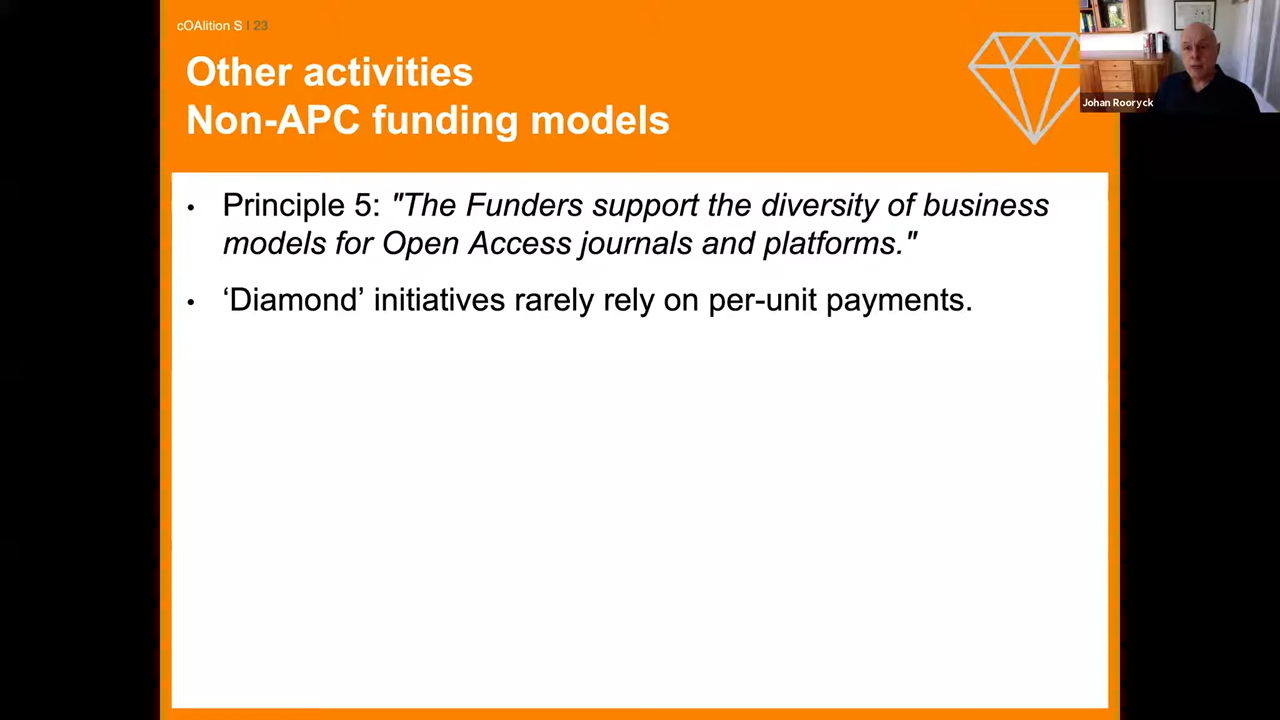 cOAlition S | 23
Other activities
Non-APC funding models
Johan Rooryck
• Principle 5: "The Funders support the diversity of business
models for Open Access journals and platforms."
• ‘Diamond’ initiatives rarely rely on per-unit payments.